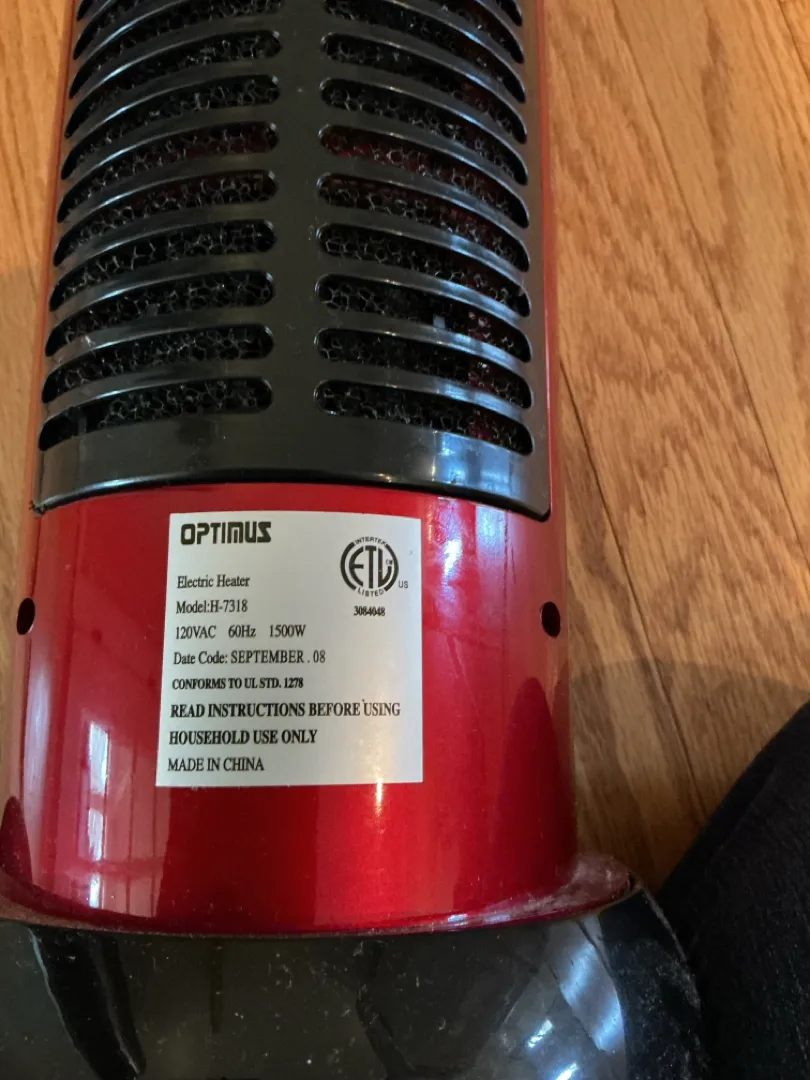 OPTIMUS
INTERTEK
ETL CM
LISTED
US
3084048
Electric Heater
Model:H-7318
120VAC 60Hz 1500W
Date Code: SEPTEMBER . 08
CONFORMS TO UL STD. 1278
READ INSTRUCTIONS BEFORE USING
HOUSEHOLD USE ONLY
MADE IN CHINA